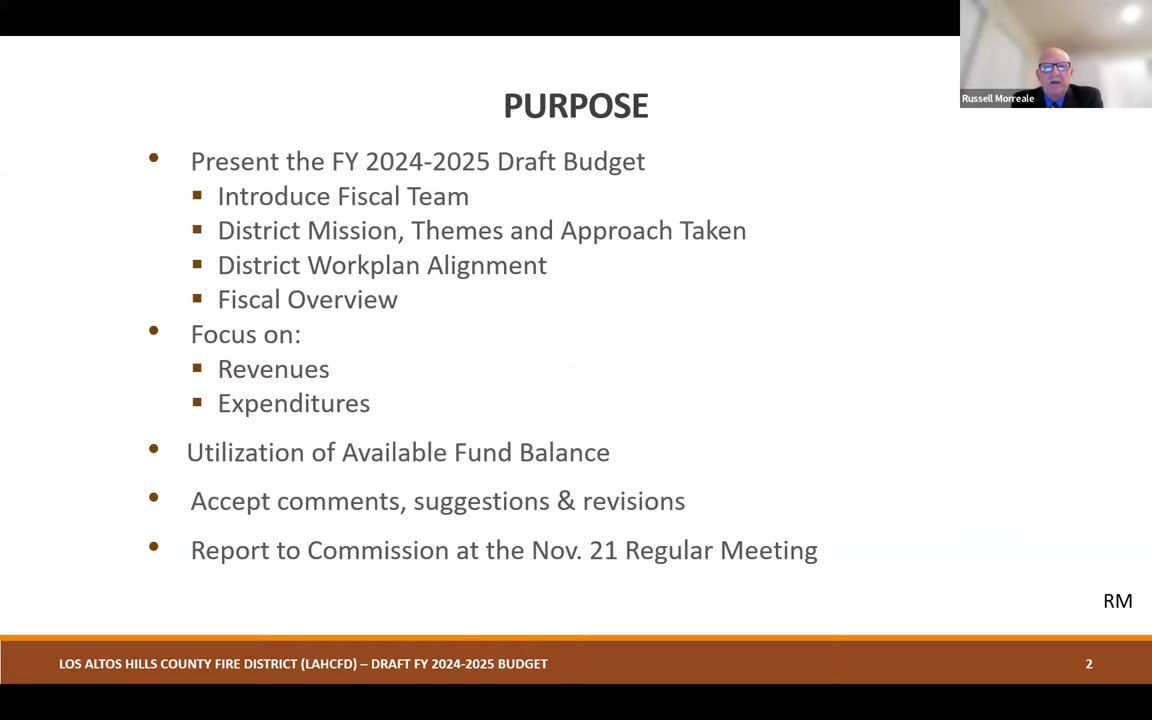 Russell Morreale
PURPOSE
• Present the FY 2024-2025 Draft Budget
▪ Introduce Fiscal Team
▪ District Mission, Themes and Approach Taken
▪ District Workplan Alignment
▪ Fiscal Overview
• Focus on:
▪ Revenues
▪ Expenditures
• Utilization of Available Fund Balance
• Accept comments, suggestions & revisions
• Report to Commission at the Nov. 21 Regular Meeting
RM
LOS ALTOS HILLS COUNTY FIRE DISTRICT (LAHCFD) – DRAFT FY 2024-2025 BUDGET
2